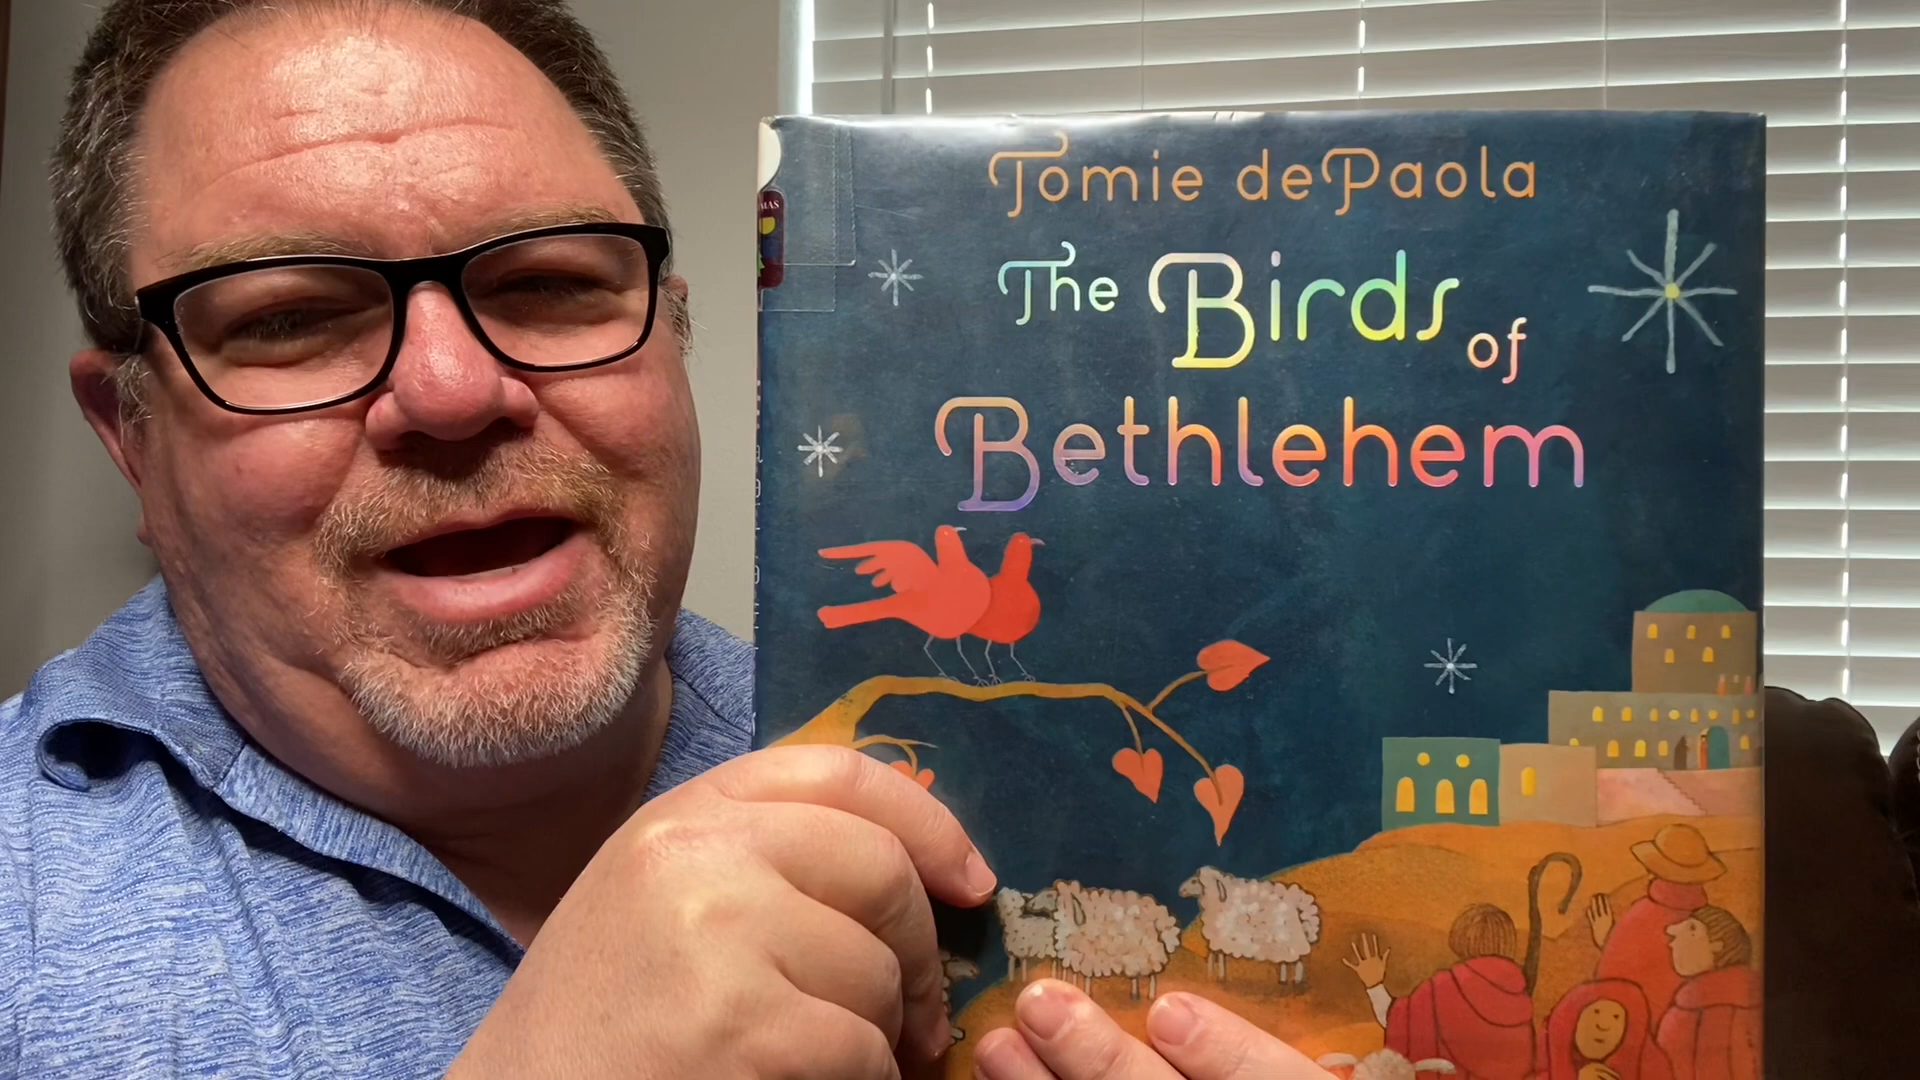 Tomie dePaola
The Birds of
Bethlehem